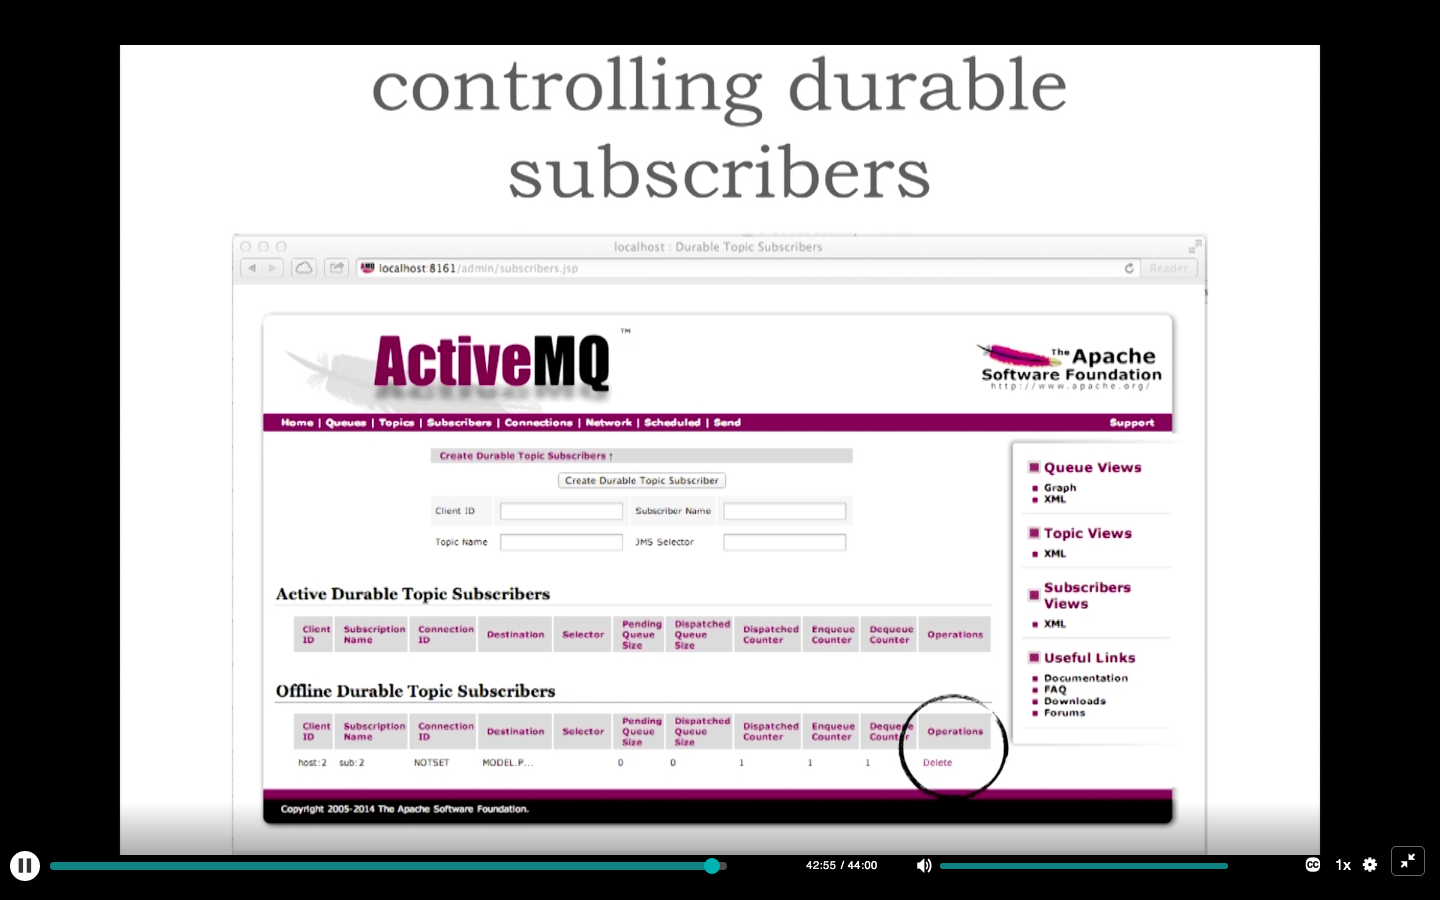 controlling durable
subscribers
localhost : Durable Topic Subscribers
localhost:8161/admin/subscribers.jsp
Reader
ActiveMQ™
The Apache
Software Foundation
http://www.apache.org/
Home | Queues | Topics | Subscribers | Connections | Network | Scheduled | Send
Support
Create Durable Topic Subscribers ↑
Create Durable Topic Subscriber
Client ID
Subscriber Name
Topic Name
JMS Selector
Active Durable Topic Subscribers
Client ID Subscription Name Connection ID Destination Selector Pending Queue Size Dispatched Queue Size Dispatched Counter Enqueue Counter Dequeue Counter Operations
Offline Durable Topic Subscribers
Client ID Subscription Name Connection ID Destination Selector Pending Queue Size Dispatched Queue Size Dispatched Counter Enqueue Counter Dequeue Counter Operations
host:2 sub:2 NOTSET MODEL.P... 0 0 1 1 1 Delete
Queue Views
Graph
XML
Topic Views
XML
Subscribers
Views
XML
Useful Links
Documentation
FAQ
Downloads
Forums
Copyright 2005-2014 The Apache Software Foundation.
42:55 / 44:00
CC
1x